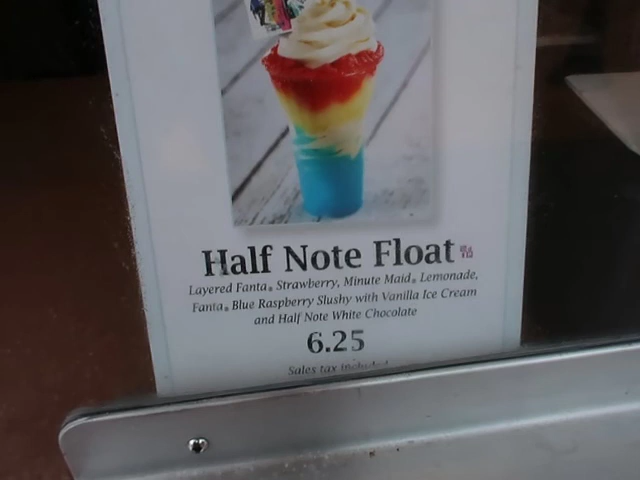 Half Note Float
Layered Fanta® Strawberry, Minute Maid® Lemonade,
Fanta® Blue Raspberry Slushy with Vanilla Ice Cream
and Half Note White Chocolate
6.25
Sales tax included